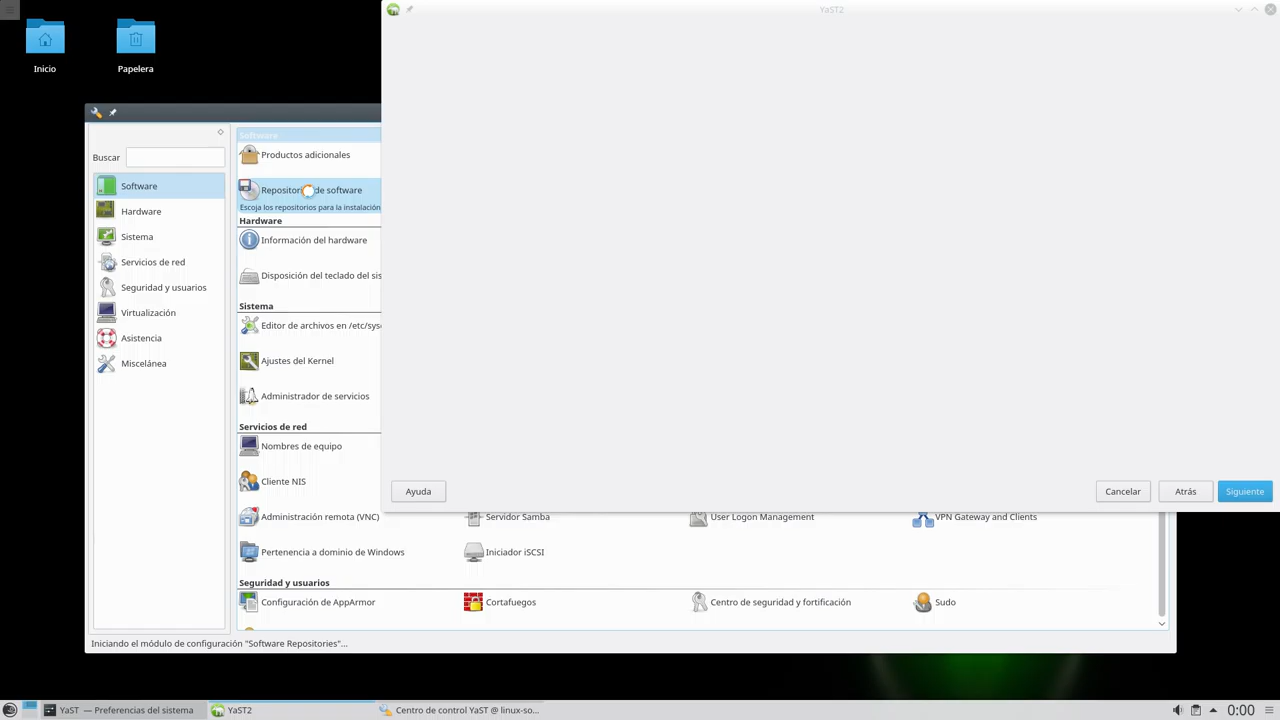 YaST2
Inicio
Papelera
Buscar
Software
Hardware
Sistema
Servicios de red
Seguridad y usuarios
Virtualización
Asistencia
Miscelánea
Software
Productos adicionales
de software
Escoja los repositorios para la instalación
Hardware
Información del hardware
Disposición del teclado del sis
Sistema
Editor de archivos en /etc/sysc
Ajustes del Kernel
Administrador de servicios
Servicios de red
Nombres de equipo
Cliente NIS
Administración remota (VNC)
Servidor Samba
User Logon Management
VPN Gateway and Clients
Pertenencia a dominio de Windows
Iniciador iSCSI
Seguridad y usuarios
Configuración de AppArmor
Cortafuegos
Centro de seguridad y fortificación
Sudo
Ayuda
Cancelar
Atrás
Siguiente
Iniciando el módulo de configuración "Software Repositories"...
YaST — Preferencias del sistema
YaST2
Centro de control YaST @ linux-so...
0:00